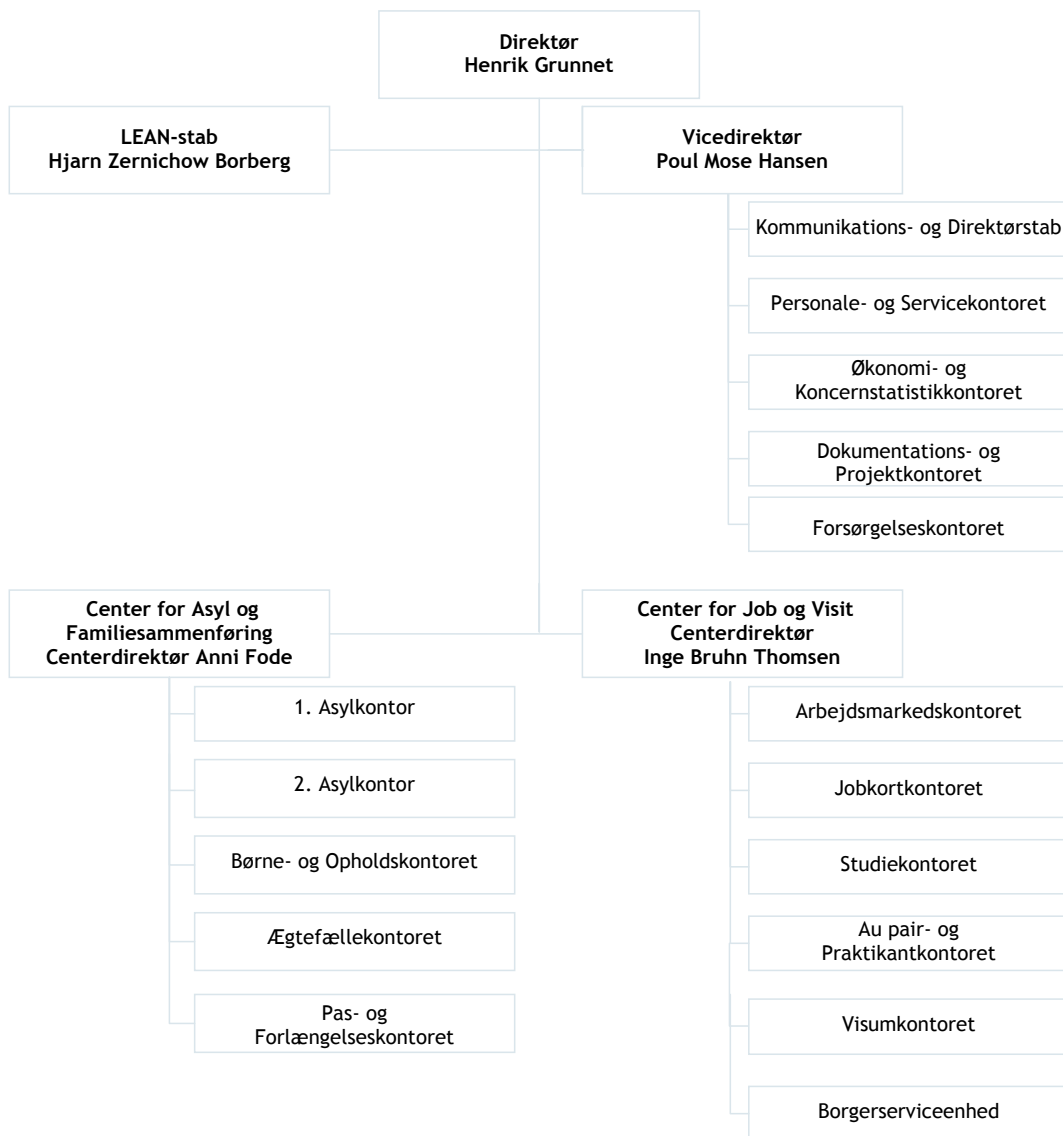 Direktør
Henrik Grunnet
LEAN-stab
Hjarn Zernichow Borberg
Vicedirektør
Poul Mose Hansen
Kommunikations- og Direktørstab
Personale- og Servicekontoret
Økonomi- og
Koncernstatistikkontoret
Dokumentations- og
Projektkontoret
Forsørgelseskontoret
Center for Asyl og
Familiesammenføring
Centerdirektør Anni Fode
1. Asylkontor
2. Asylkontor
Børne- og Opholdskontoret
Ægtefællekontoret
Pas- og
Forlængelseskontoret
Center for Job og Visit
Centerdirektør
Inge Bruhn Thomsen
Arbejdsmarkedskontoret
Jobkortkontoret
Studiekontoret
Au pair- og
Praktikantkontoret
Visumkontoret
Borgerserviceenhed